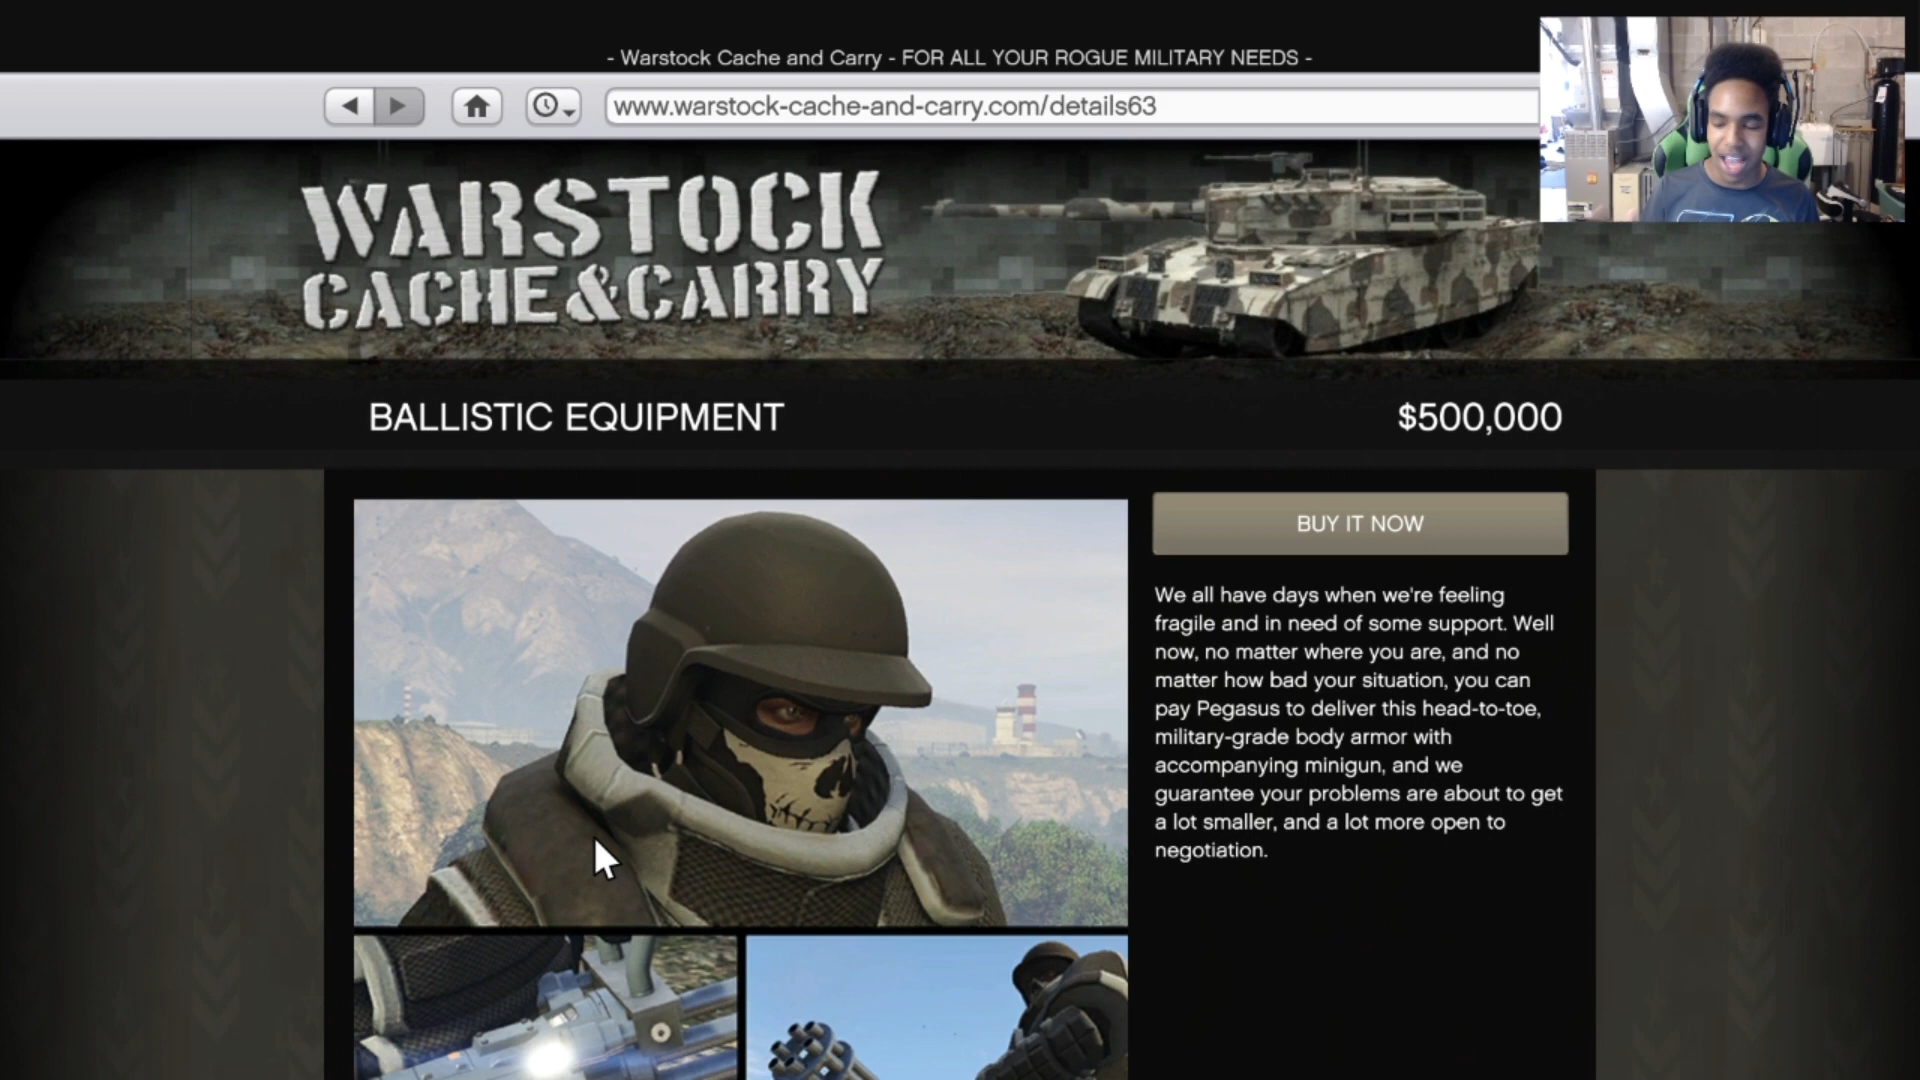 - Warstock Cache and Carry - FOR ALL YOUR ROGUE MILITARY NEEDS -
www.warstock-cache-and-carry.com/details63
WARSTOCK
CACHE & CARRY
BALLISTIC EQUIPMENT
$500,000
BUY IT NOW
We all have days when we're feeling
fragile and in need of some support. Well
now, no matter where you are, and no
matter how bad your situation, you can
pay Pegasus to deliver this head-to-toe,
military-grade body armor with
accompanying minigun, and we
guarantee your problems are about to get
a lot smaller, and a lot more open to
negotiation.